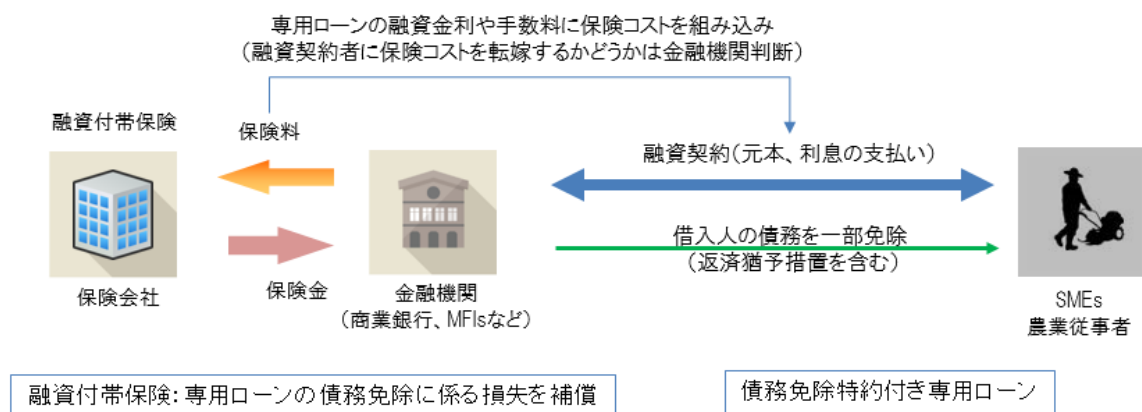 専用ローンの融資金利や手数料に保険コストを組み込み
（融資契約者に保険コストを転嫁するかどうかは金融機関判断）
融資付帯保険
保険料
融資契約（元本、利息の支払い）
借入人の債務を一部免除
（返済猶予措置を含む）
保険金
保険会社
金融機関
（商業銀行、MFIsなど）
SMEs
農業従事者
融資付帯保険：専用ローンの債務免除に係る損失を補償
債務免除特約付き専用ローン